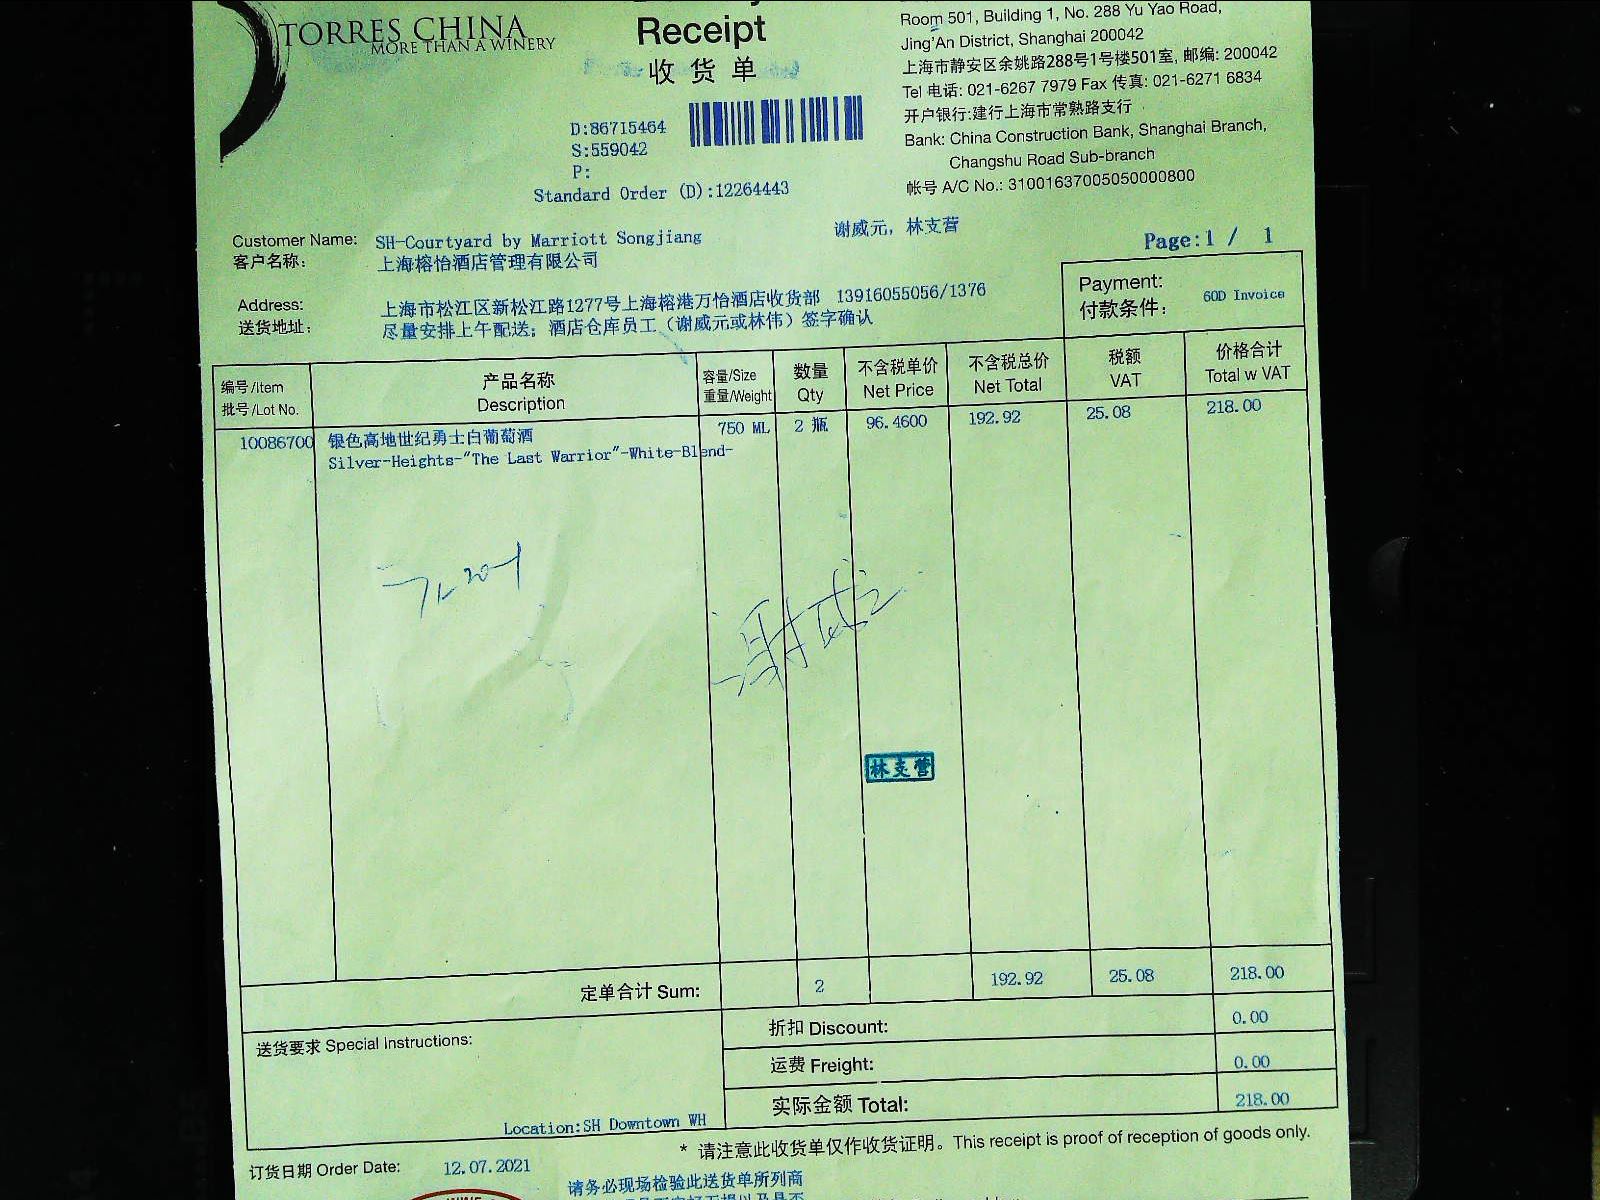 TORRES CHINA
MORE THAN A WINERY
Receipt
收货单
Room 501, Building 1, No. 288 Yu Yao Road,
Jing'An District, Shanghai 200042
上海市静安区余姚路288号1号楼501室, 邮编: 200042
Tel 电话: 021-6267 7979 Fax 传真: 021-6271 6834
开户银行:建行上海市常熟路支行
Bank: China Construction Bank, Shanghai Branch,
Changshu Road Sub-branch
帐号 A/C No.: 31001637005050000800
D:86715464
S:559042
P:
Standard Order (D):12264443
Customer Name: SH-Courtyard by Marriott Songjiang 谢威元, 林支营
客户名称: 上海榕怡酒店管理有限公司
Page:1 / 1
Address: 上海市松江区新松江路1277号上海榕港万怡酒店收货部 13916055056/1376
送货地址: 尽量安排上午配送; 酒店仓库员工（谢威元或林伟）签字确认
Payment:
付款条件: 60D Invoice
编号/Item 产品名称 容量/Size 数量 不含税单价 不含税总价 税额 价格合计
批号/Lot No. Description 重量/Weight Qty Net Price Net Total VAT Total w VAT
10086700 银色高地世纪勇士白葡萄酒 750 ML 2 瓶 96.4600 192.92 25.08 218.00
Silver-Heights-"The Last Warrior"-White-Blend-
林支营
定单合计 Sum: 2 192.92 25.08 218.00
折扣 Discount: 0.00
送货要求 Special Instructions:
运费 Freight: 0.00
实际金额 Total: 218.00
Location:SH Downtown WH
* 请注意此收货单仅作收货证明。This receipt is proof of reception of goods only.
订货日期 Order Date: 12.07.2021
请务必现场检验此送货单所列商